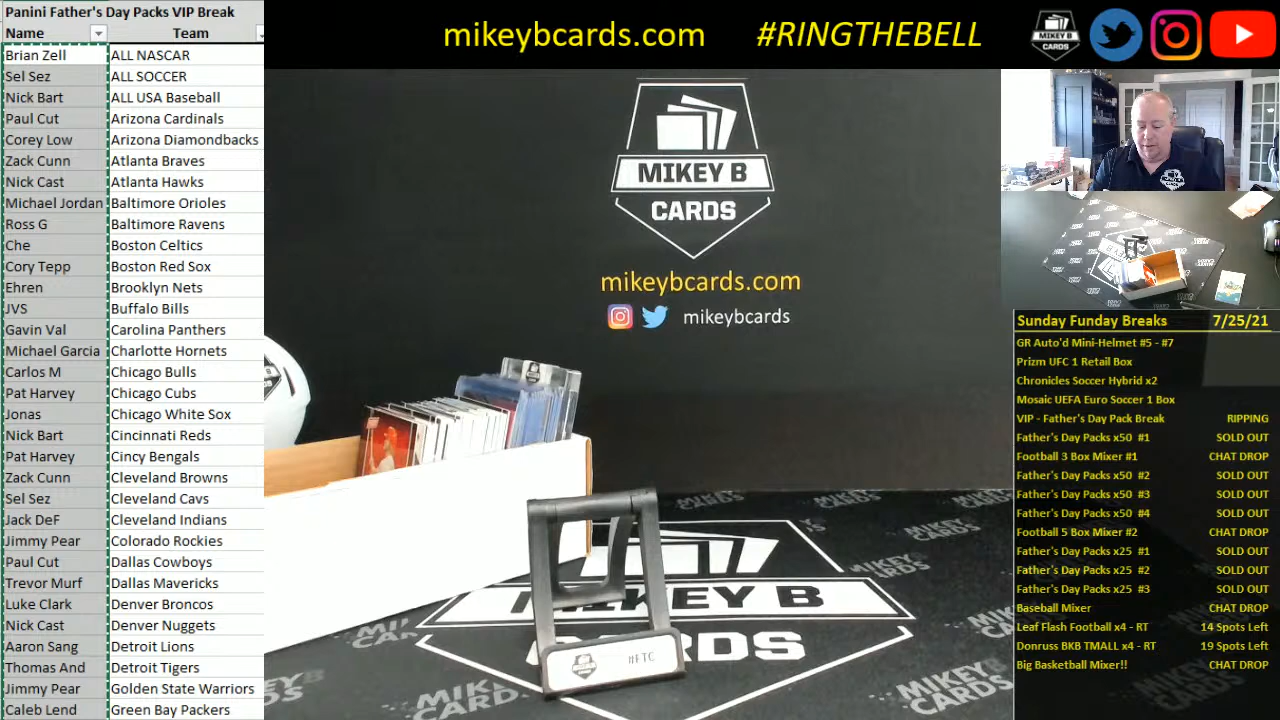 Panini Father's Day Packs VIP Break
Name Team
Brian Zell ALL NASCAR
Sel Sez ALL SOCCER
Nick Bart ALL USA Baseball
Paul Cut Arizona Cardinals
Corey Low Arizona Diamondbacks
Zack Cunn Atlanta Braves
Nick Cast Atlanta Hawks
Michael Jordan Baltimore Orioles
Ross G Baltimore Ravens
Che Boston Celtics
Cory Tepp Boston Red Sox
Ehren Brooklyn Nets
JVS Buffalo Bills
Gavin Val Carolina Panthers
Michael Garcia Charlotte Hornets
Carlos M Chicago Bulls
Pat Harvey Chicago Cubs
Jonas Chicago White Sox
Nick Bart Cincinnati Reds
Pat Harvey Cincy Bengals
Zack Cunn Cleveland Browns
Sel Sez Cleveland Cavs
Jack DeF Cleveland Indians
Jimmy Pear Colorado Rockies
Paul Cut Dallas Cowboys
Trevor Murf Dallas Mavericks
Luke Clark Denver Broncos
Nick Cast Denver Nuggets
Aaron Sang Detroit Lions
Thomas And Detroit Tigers
Jimmy Pear Golden State Warriors
Caleb Lend Green Bay Packers
mikeybcards.com #RINGTHEBELL
MIKEY B
CARDS
MIKEY B
CARDS
mikeybcards.com
mikeybcards
MIKEY B
CARDS
#FTC
Sunday Funday Breaks 7/25/21
GR Auto'd Mini-Helmet #5 - #7
Prizm UFC 1 Retail Box
Chronicles Soccer Hybrid x2
Mosaic UEFA Euro Soccer 1 Box
VIP - Father's Day Pack Break RIPPING
Father's Day Packs x50 #1 SOLD OUT
Football 3 Box Mixer #1 CHAT DROP
Father's Day Packs x50 #2 SOLD OUT
Father's Day Packs x50 #3 SOLD OUT
Father's Day Packs x50 #4 SOLD OUT
Football 5 Box Mixer #2 CHAT DROP
Father's Day Packs x25 #1 SOLD OUT
Father's Day Packs x25 #2 SOLD OUT
Father's Day Packs x25 #3 SOLD OUT
Baseball Mixer CHAT DROP
Leaf Flash Football x4 - RT 14 Spots Left
Donruss BKB TMALL x4 - RT 19 Spots Left
Big Basketball Mixer!! CHAT DROP